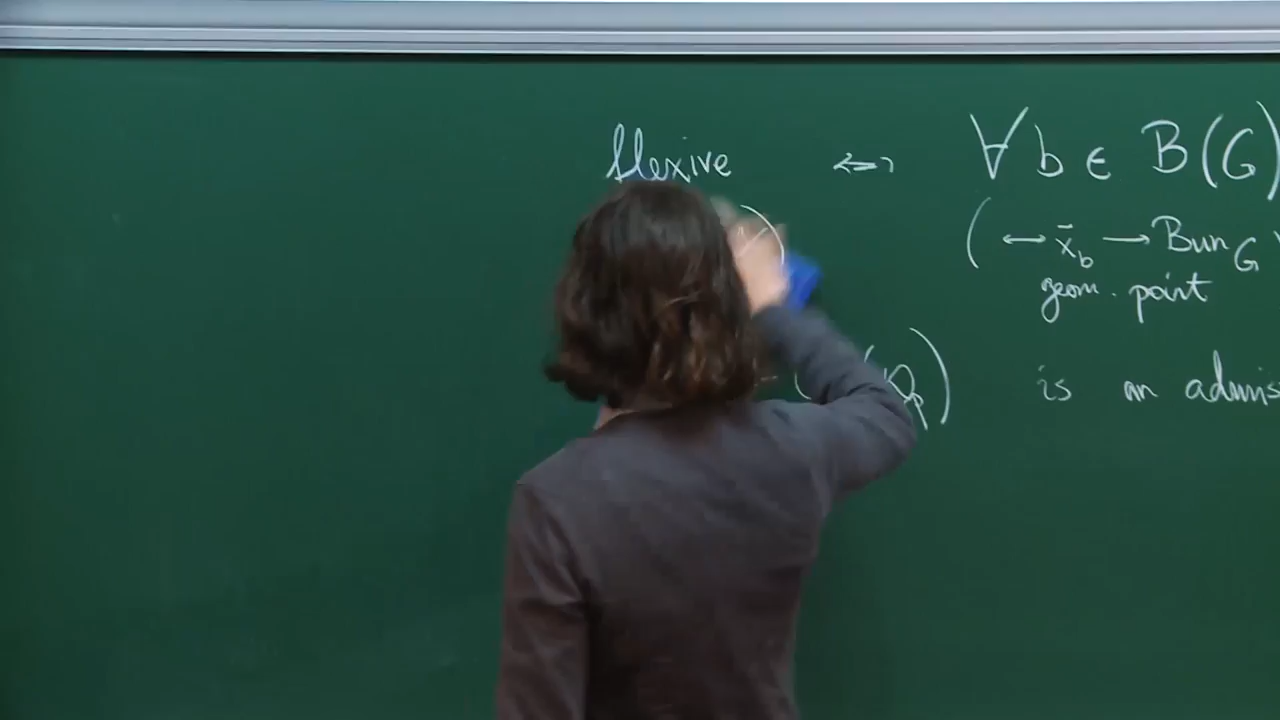 flexive ↔ ∀ b ∈ B(G)
( ↔ x̄_b → Bun_G
geom. point
is an admis